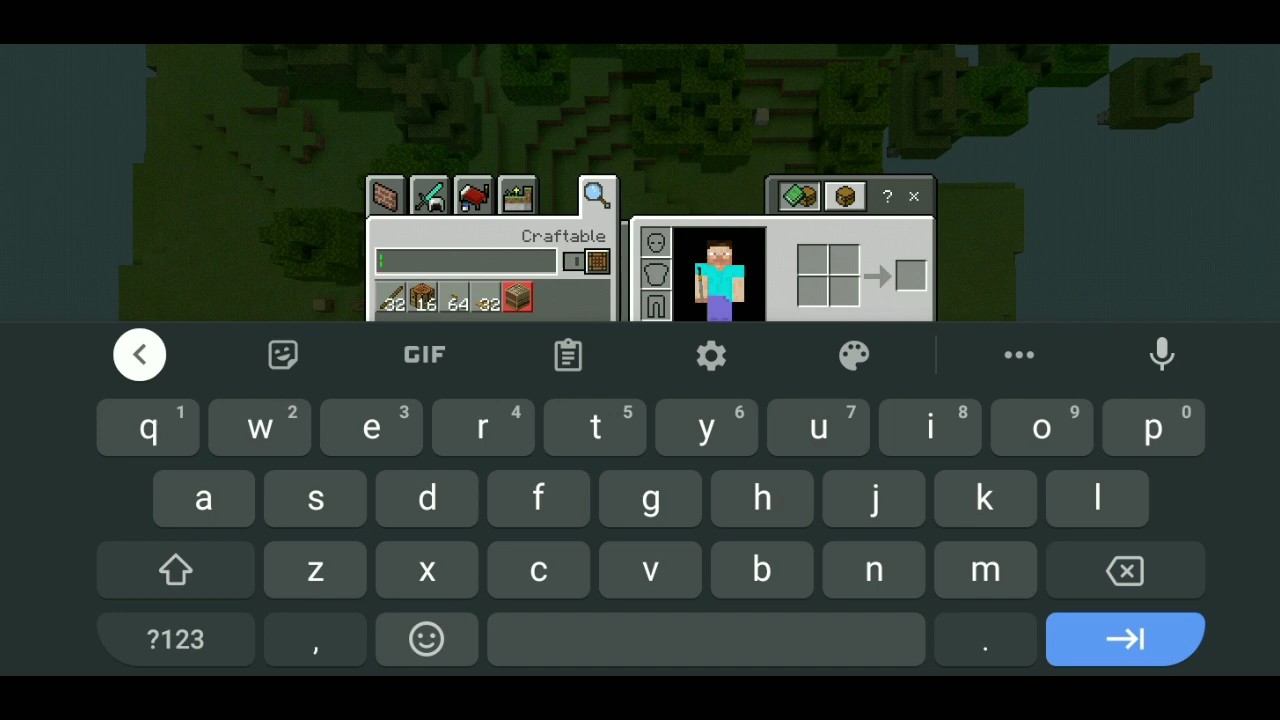 ? ×
Craftable
32 16 64 32
GIF
q 1 w 2 e 3 r 4 t 5 y 6 u 7 i 8 o 9 p 0
a s d f g h j k l
z x c v b n m
?123 , .